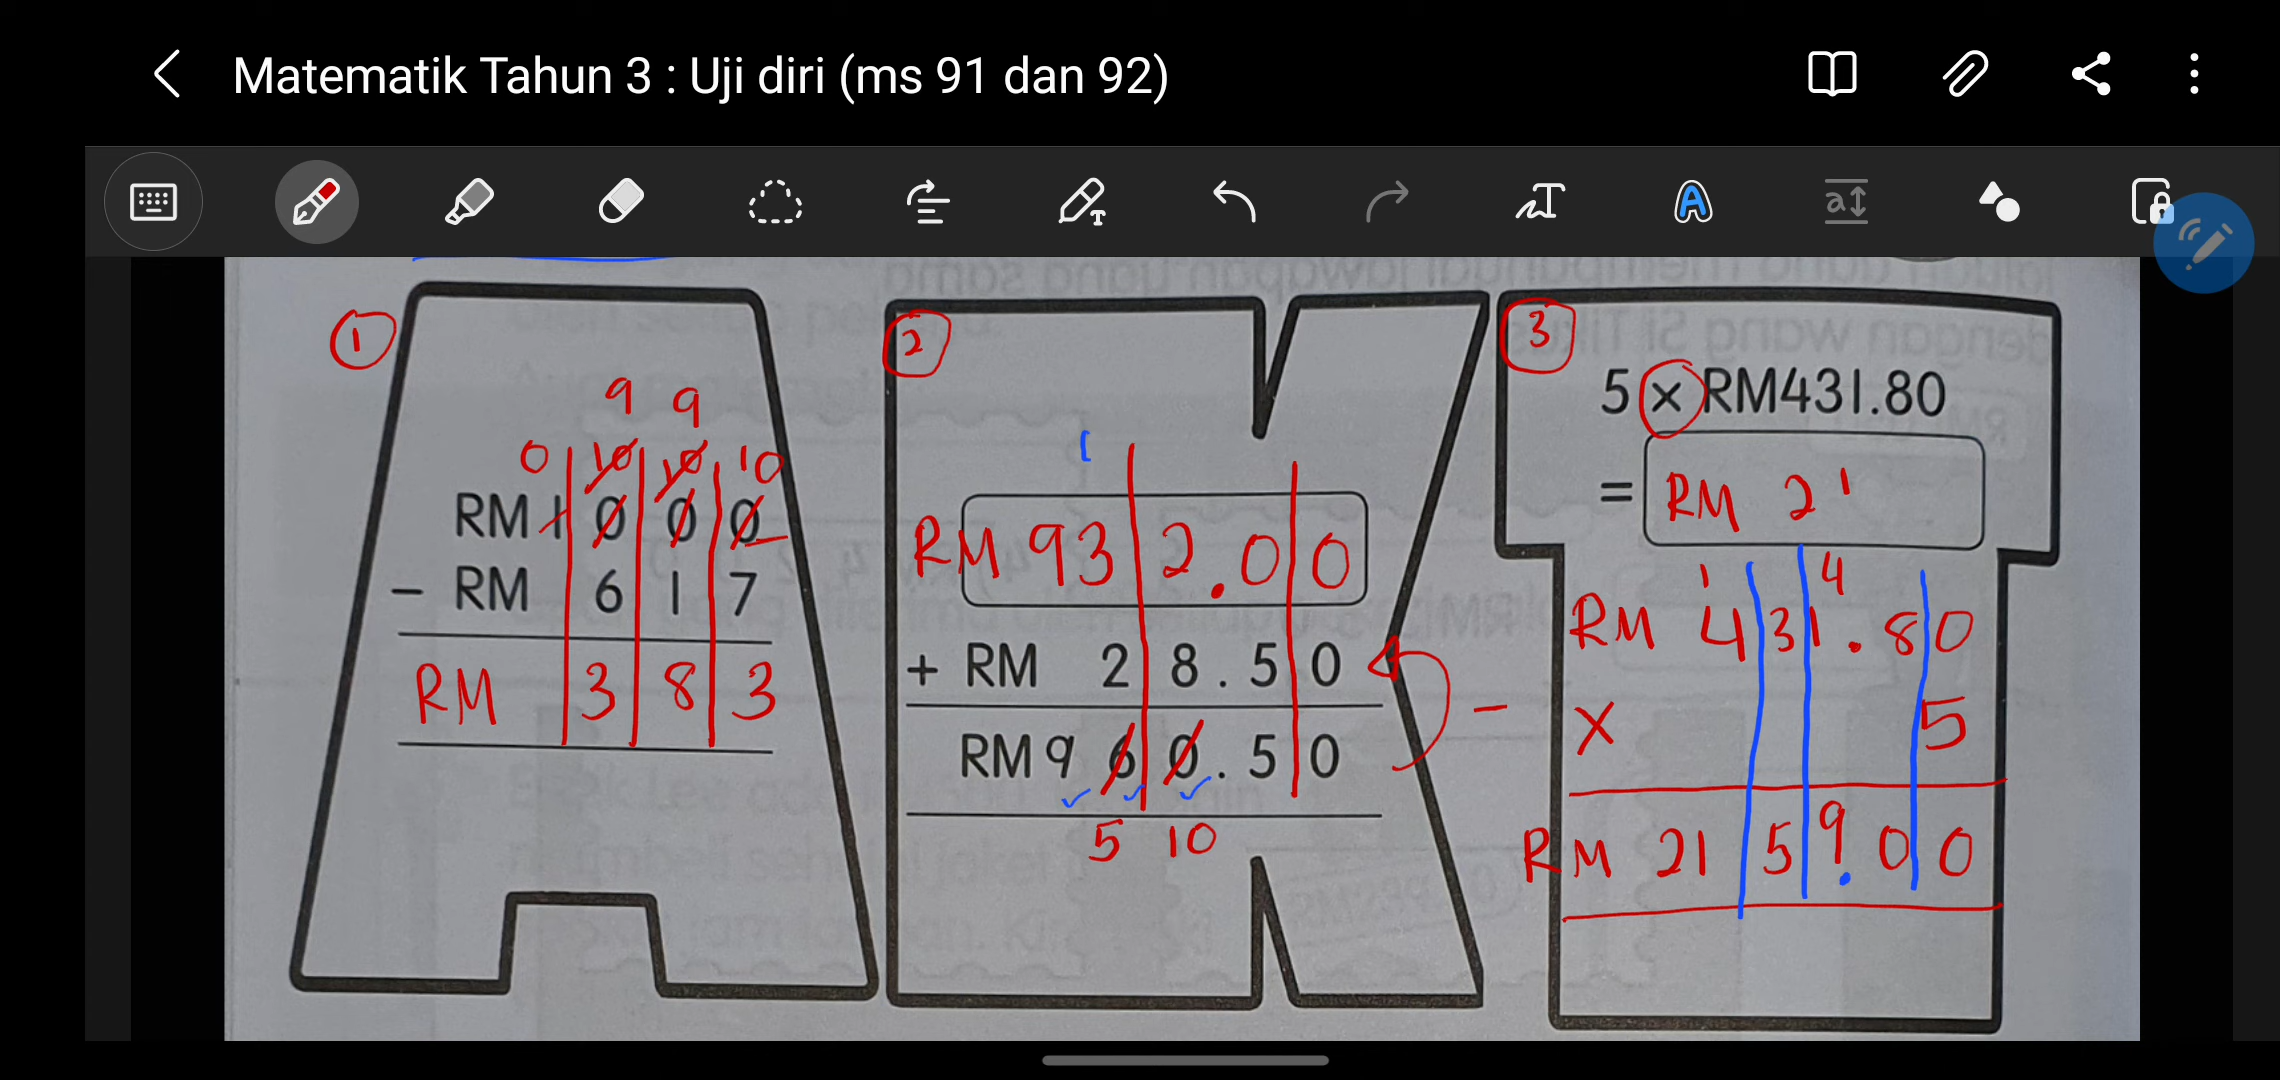 Matematik Tahun 3 : Uji diri (ms 91 dan 92)
1
9 9
0 10 10 10
RM 1 0 0 0
− RM 6 1 7
RM 3 8 3
2
1
RM 932.00
+ RM 28.50
RM 960.50
5 10
3
5 × RM431.80
= RM 21
1 4
RM 431.80
× 5
RM 2159.00
−